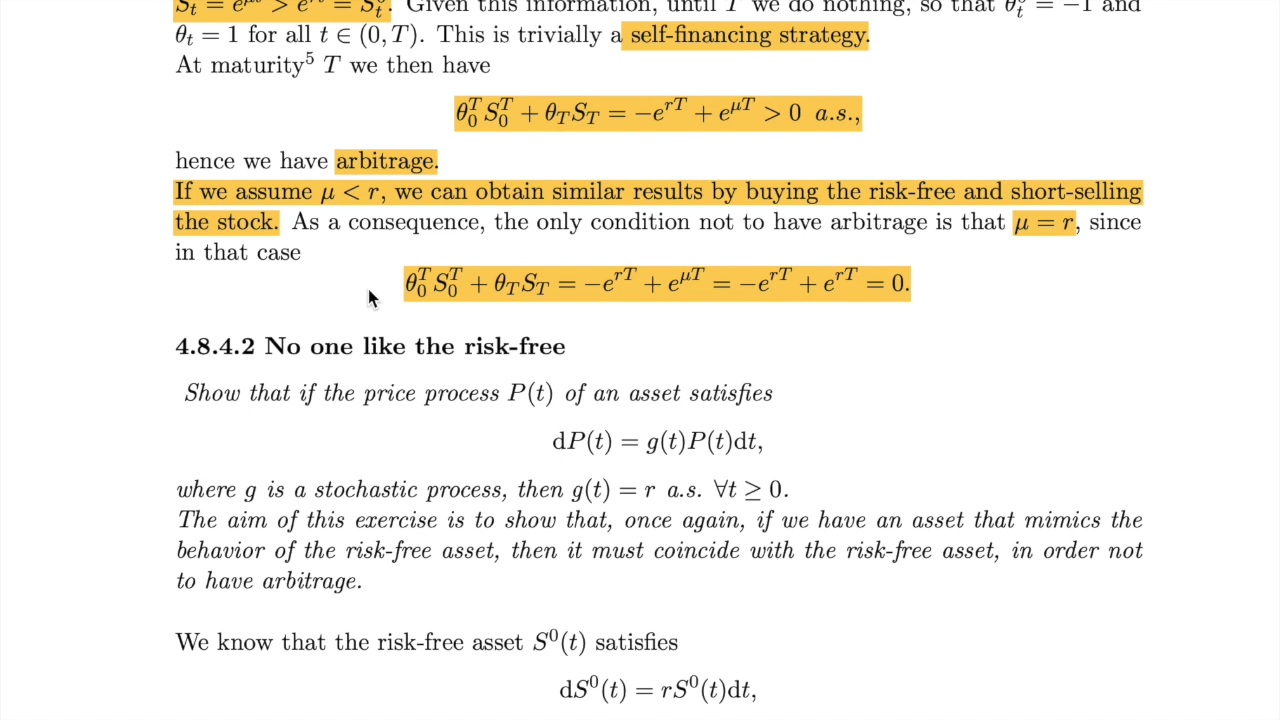 S_t = e^{μt} > e^{rt} = S_t^0. Given this information, until T we do nothing, so that θ_t^0 = −1 and
θ_t = 1 for all t ∈ (0, T). This is trivially a self-financing strategy.
At maturity⁵ T we then have
θ_0^T S_0^T + θ_T S_T = −e^{rT} + e^{μT} > 0 a.s.,
hence we have arbitrage.
If we assume μ < r, we can obtain similar results by buying the risk-free and short-selling
the stock. As a consequence, the only condition not to have arbitrage is that μ = r, since
in that case
θ_0^T S_0^T + θ_T S_T = −e^{rT} + e^{μT} = −e^{rT} + e^{rT} = 0.
4.8.4.2 No one like the risk-free
Show that if the price process P(t) of an asset satisfies
dP(t) = g(t)P(t)dt,
where g is a stochastic process, then g(t) = r a.s. ∀t ≥ 0.
The aim of this exercise is to show that, once again, if we have an asset that mimics the
behavior of the risk-free asset, then it must coincide with the risk-free asset, in order not
to have arbitrage.
We know that the risk-free asset S⁰(t) satisfies
dS⁰(t) = rS⁰(t)dt,